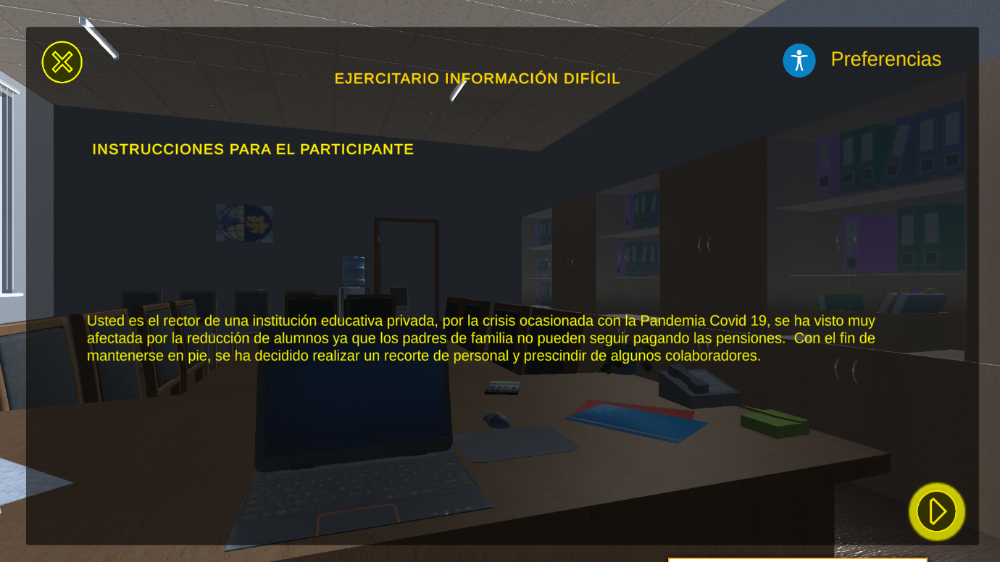 Preferencias
EJERCITARIO INFORMACIÓN DIFÍCIL
INSTRUCCIONES PARA EL PARTICIPANTE
Usted es el rector de una institución educativa privada, por la crisis ocasionada con la Pandemia Covid 19, se ha visto muy
afectada por la reducción de alumnos ya que los padres de familia no pueden seguir pagando las pensiones.  Con el fin de
mantenerse en pie, se ha decidido realizar un recorte de personal y prescindir de algunos colaboradores.